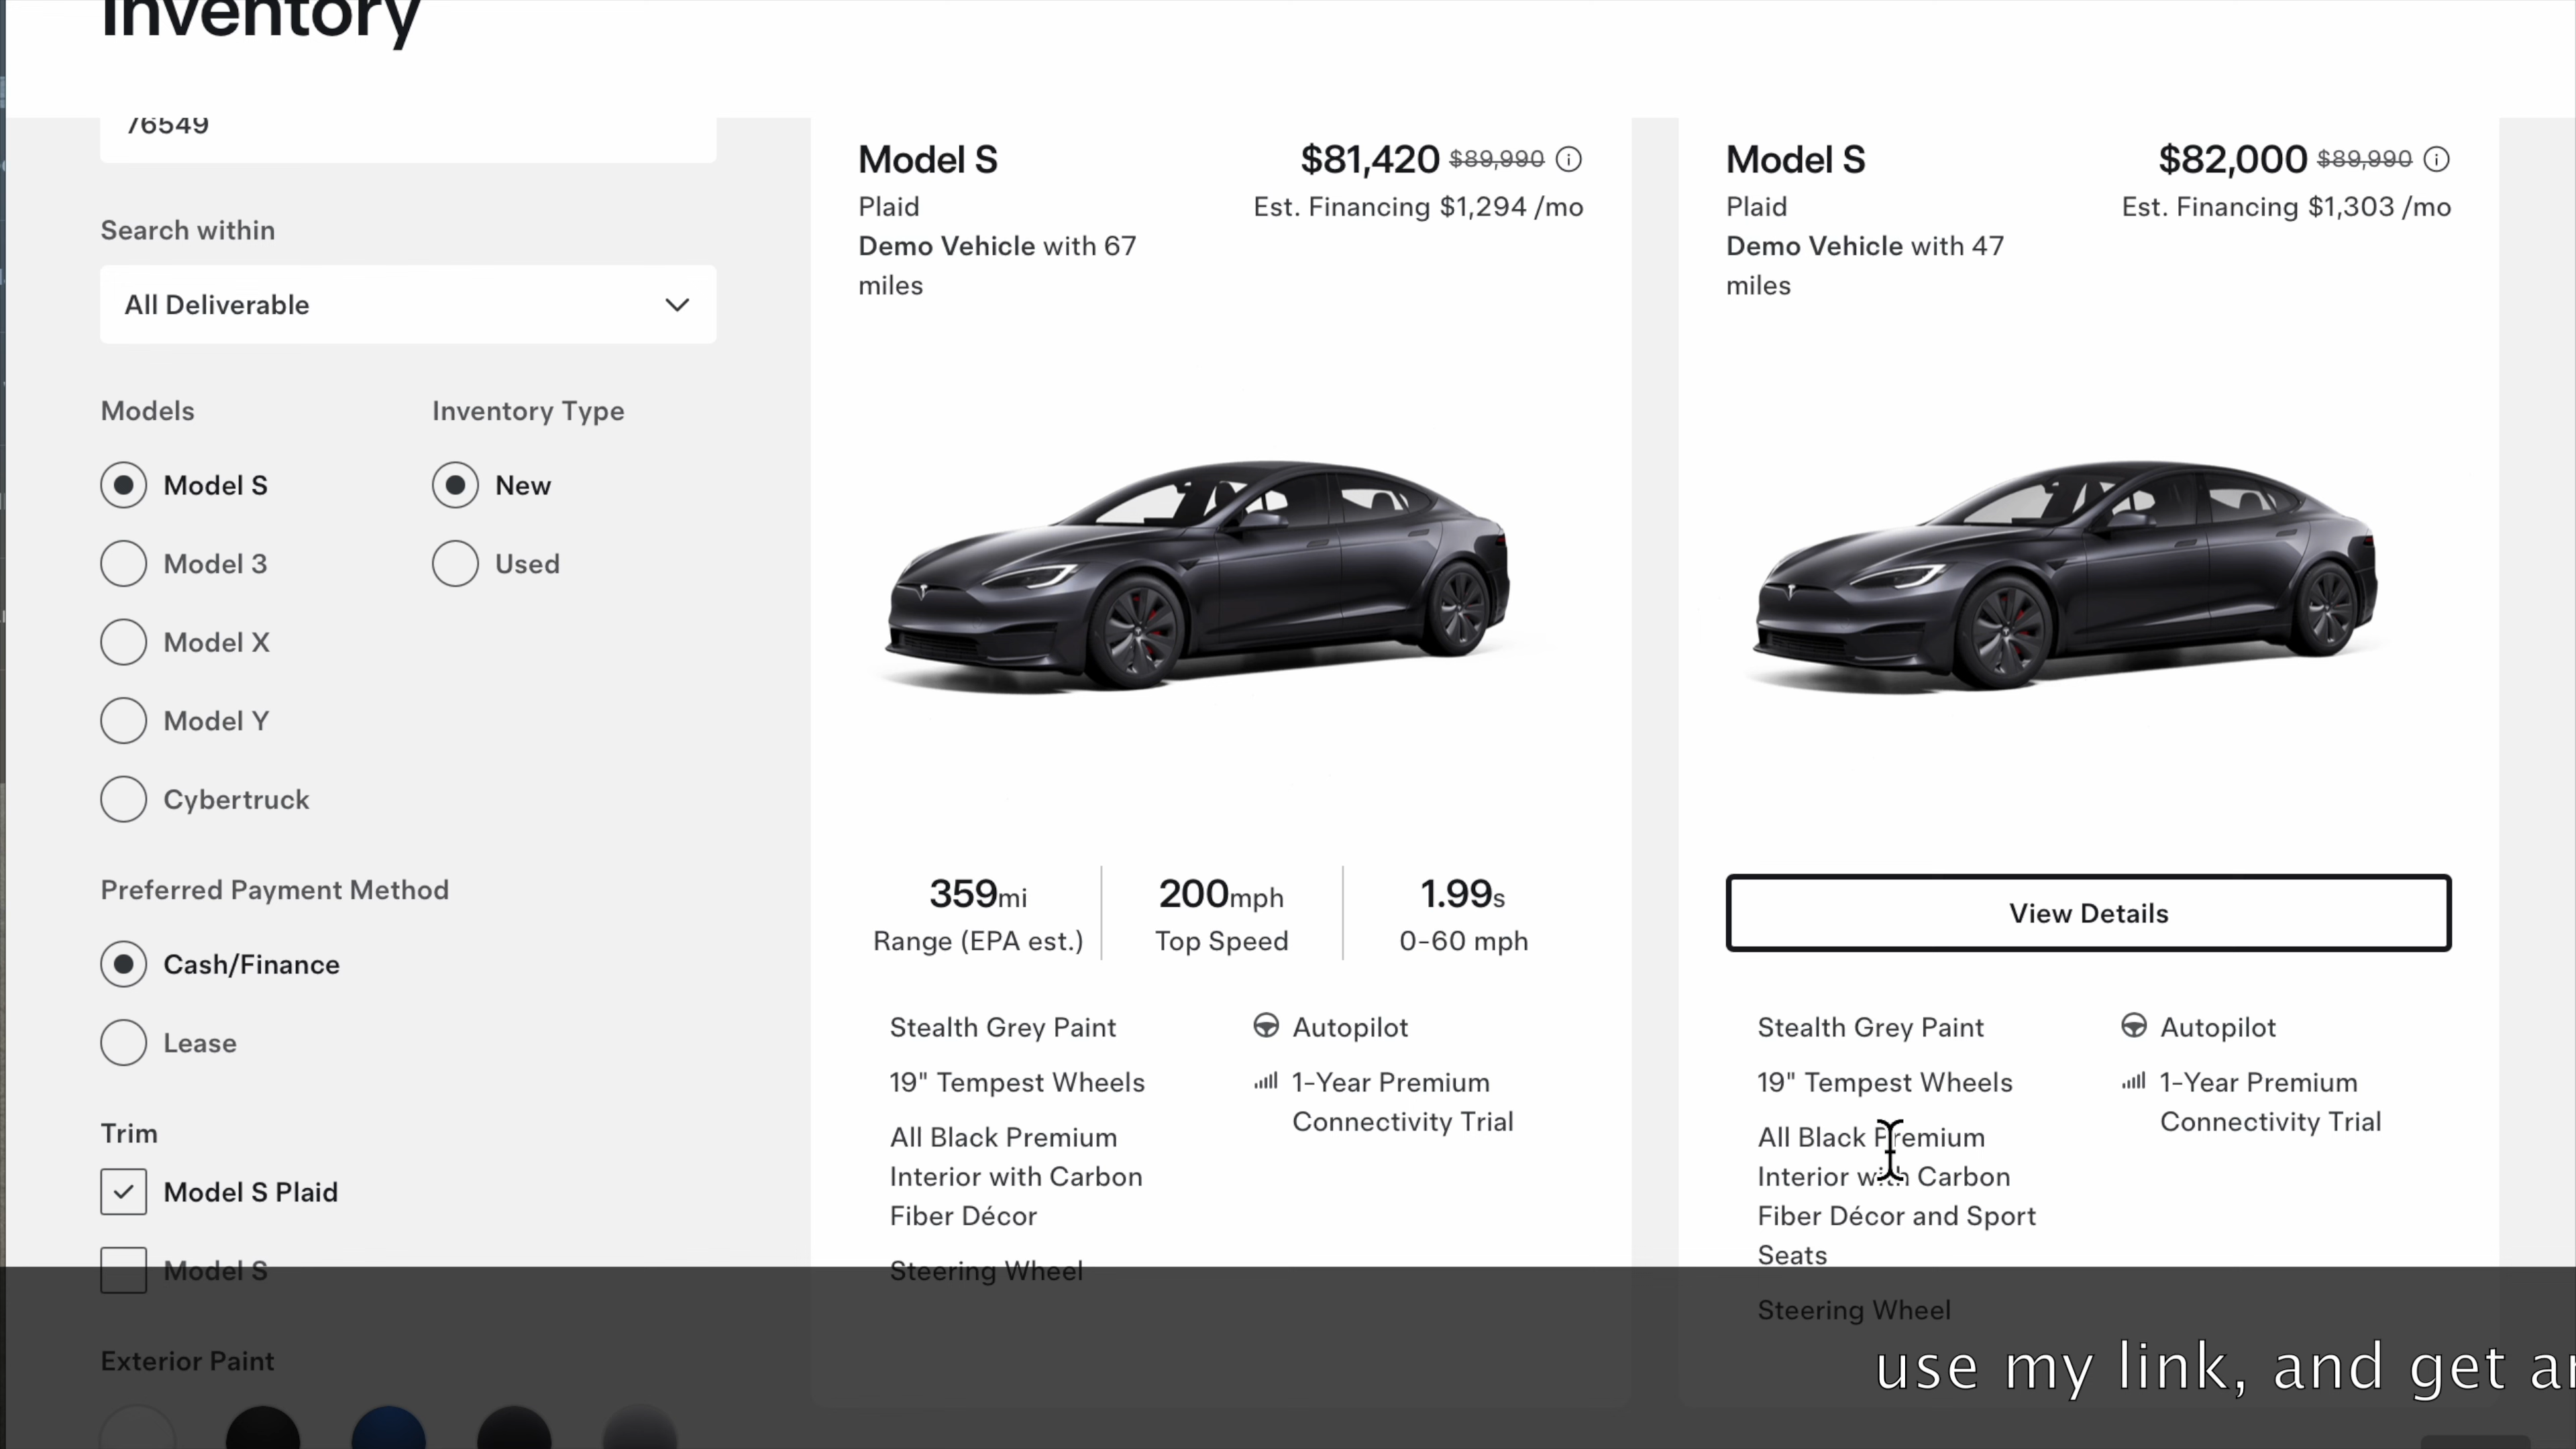 Inventory
76549
Search within
All Deliverable
Models
Model S
Model 3
Model X
Model Y
Cybertruck
Inventory Type
New
Used
Preferred Payment Method
Cash/Finance
Lease
Trim
Model S Plaid
Model S
Exterior Paint
Model S
$81,420 $89,990
Plaid
Est. Financing $1,294 /mo
Demo Vehicle with 67
miles
359mi
Range (EPA est.)
200mph
Top Speed
1.99s
0-60 mph
Stealth Grey Paint
19" Tempest Wheels
All Black Premium
Interior with Carbon
Fiber Décor
Steering Wheel
Autopilot
1-Year Premium
Connectivity Trial
Model S
$82,000 $89,990
Plaid
Est. Financing $1,303 /mo
Demo Vehicle with 47
miles
View Details
Stealth Grey Paint
19" Tempest Wheels
All Black Premium
Interior with Carbon
Fiber Décor and Sport
Seats
Steering Wheel
Autopilot
1-Year Premium
Connectivity Trial
use my link, and get